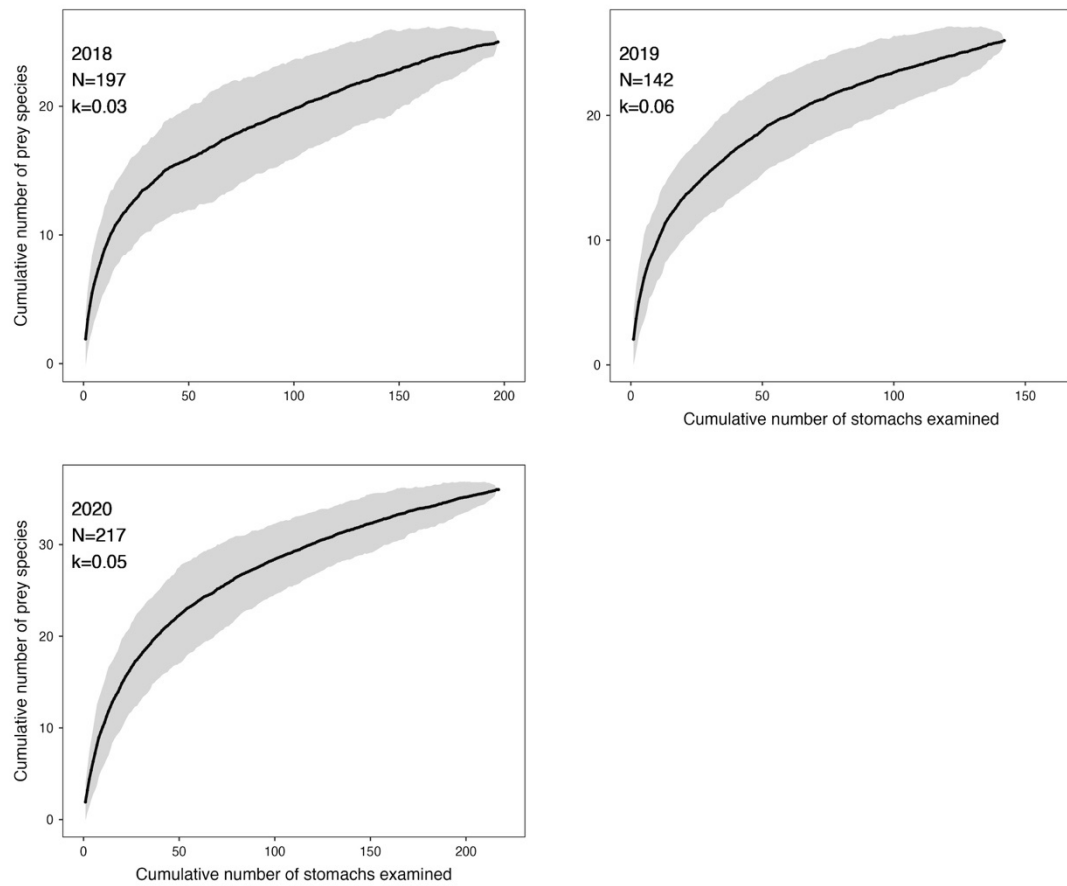 2018
N=197
k=0.03
Cumulative number of prey species
20
10
0
0 50 100 150 200
2019
N=142
k=0.06
20
10
0
0 50 100 150
Cumulative number of stomachs examined
2020
N=217
k=0.05
Cumulative number of prey species
30
20
10
0
0 50 100 150 200
Cumulative number of stomachs examined